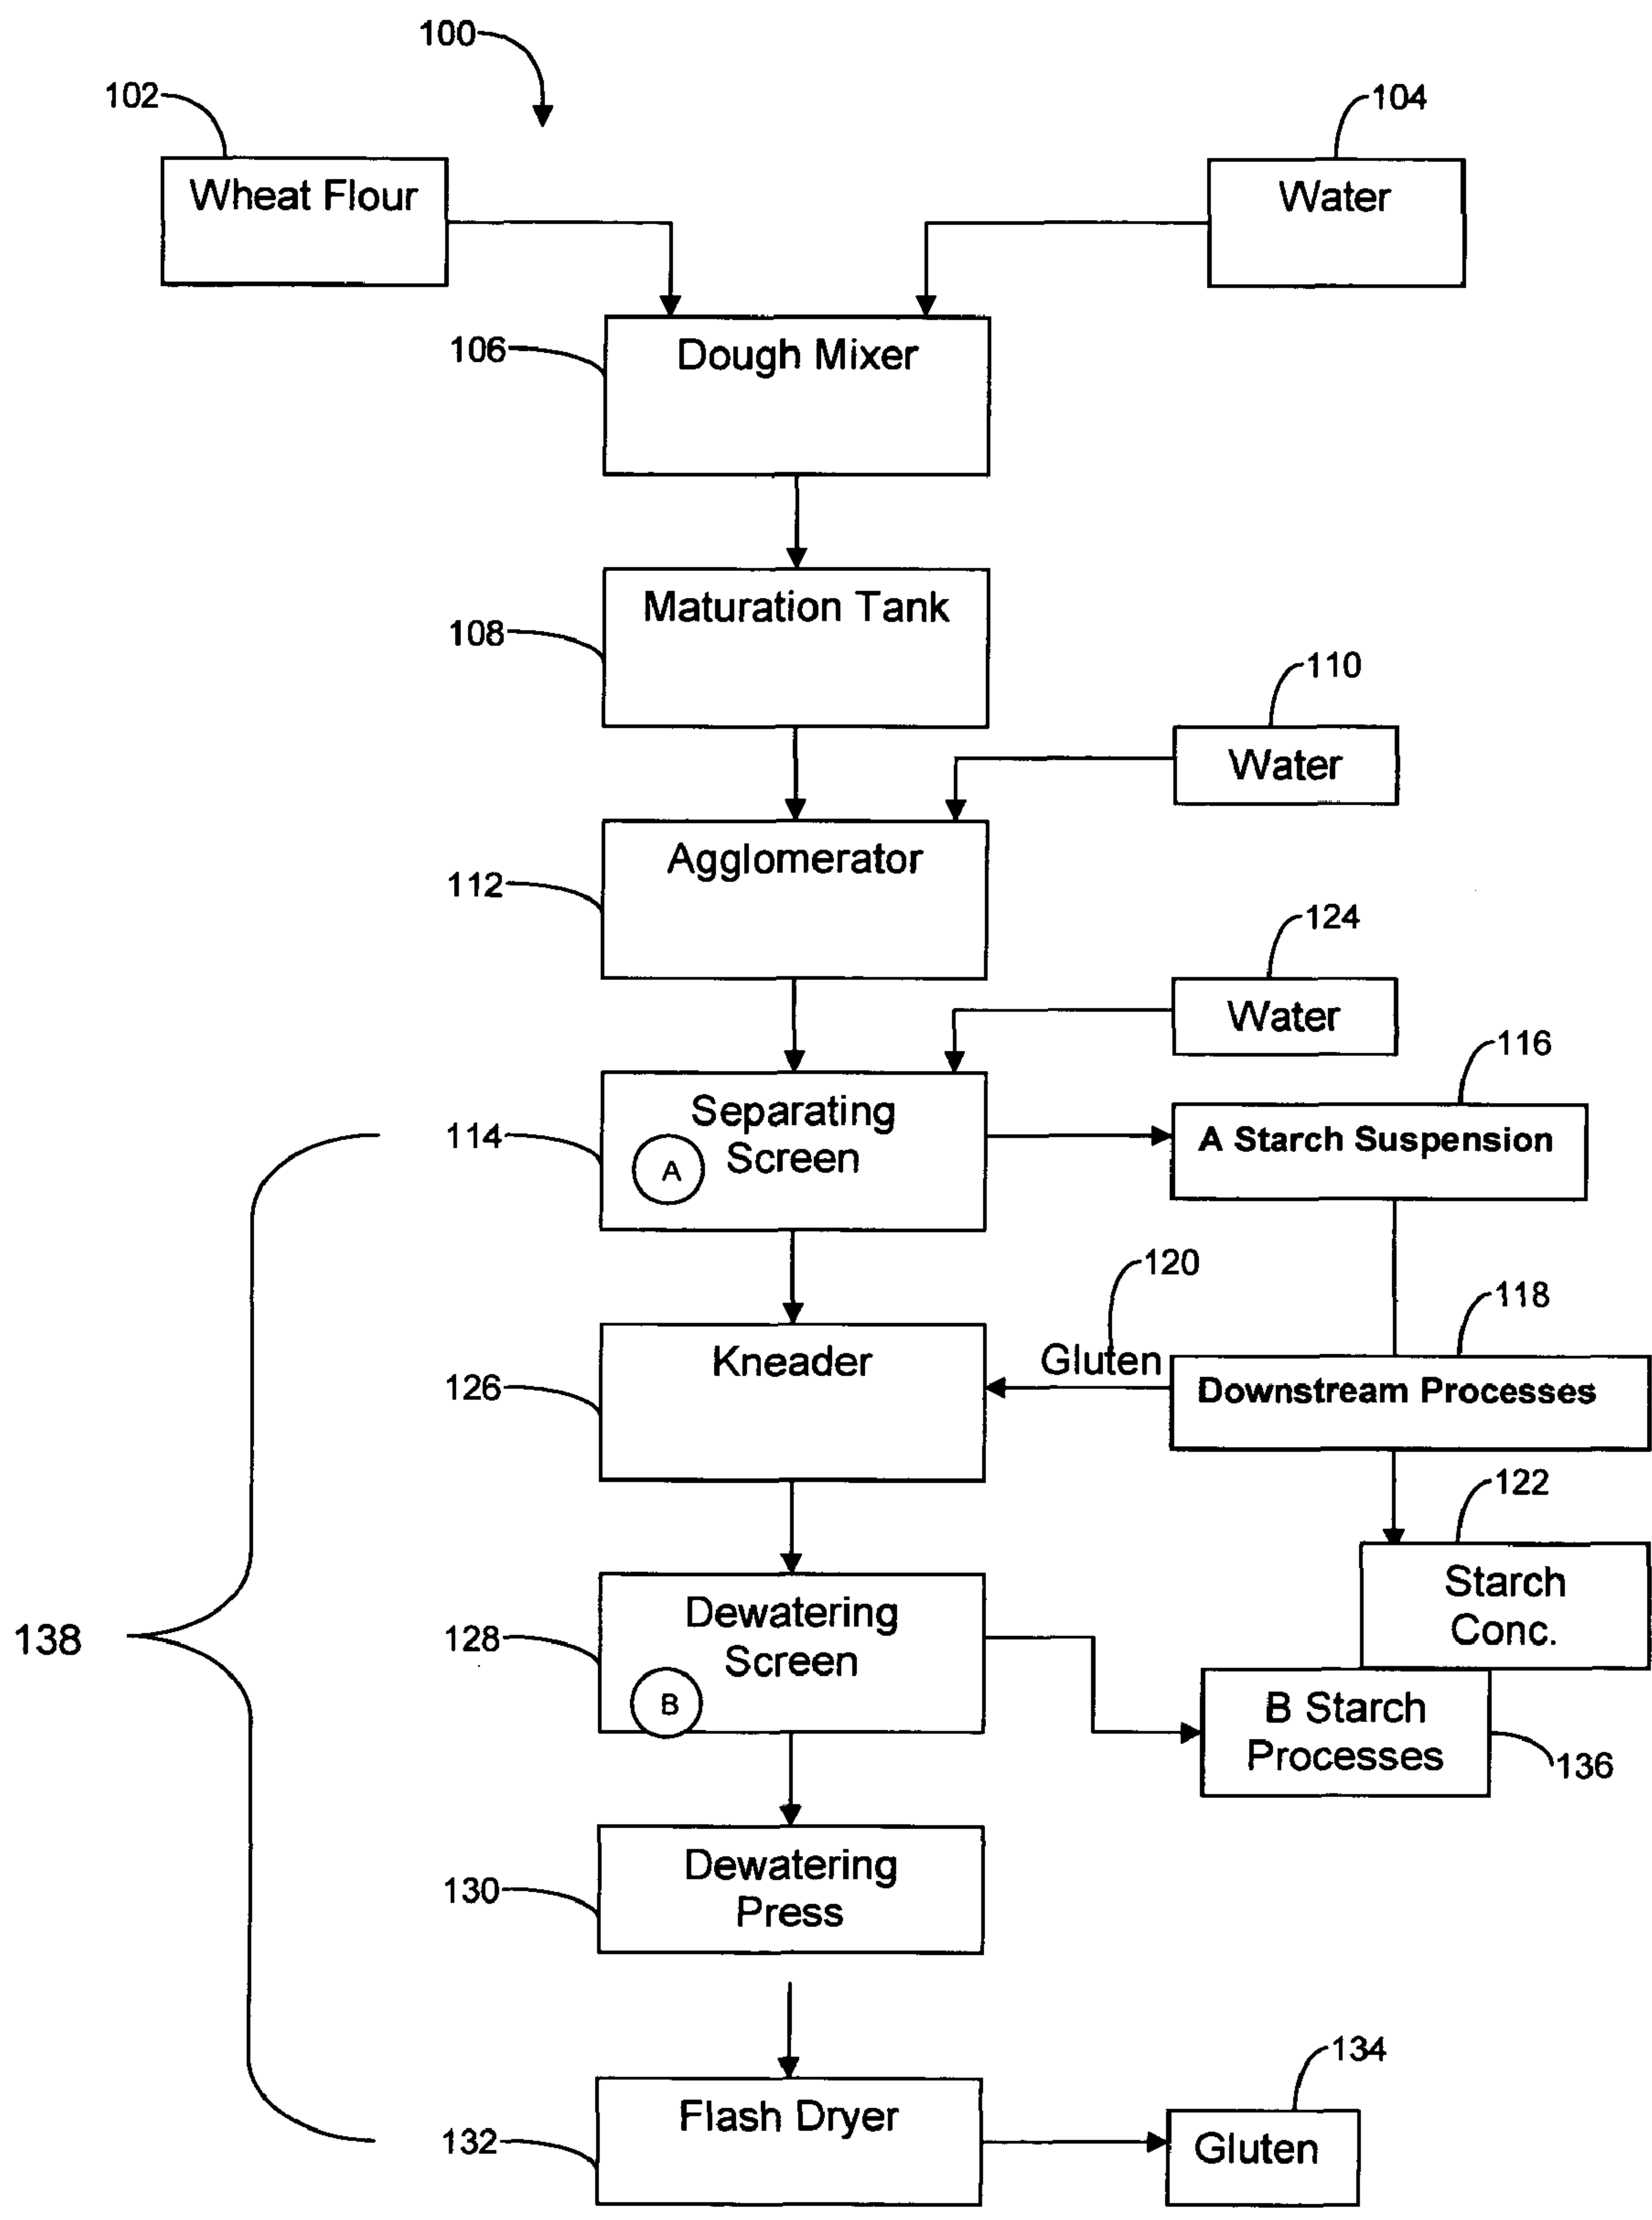 100
102
104
Wheat Flour
Water
106
Dough Mixer
108
Maturation Tank
110
Water
112
Agglomerator
124
Water
116
114
Separating
Screen
A
A Starch Suspension
120
118
126
Kneader
Gluten
Downstream Processes
122
Starch
Conc.
138
128
Dewatering
Screen
B
B Starch
Processes
136
130
Dewatering
Press
134
132
Flash Dryer
Gluten